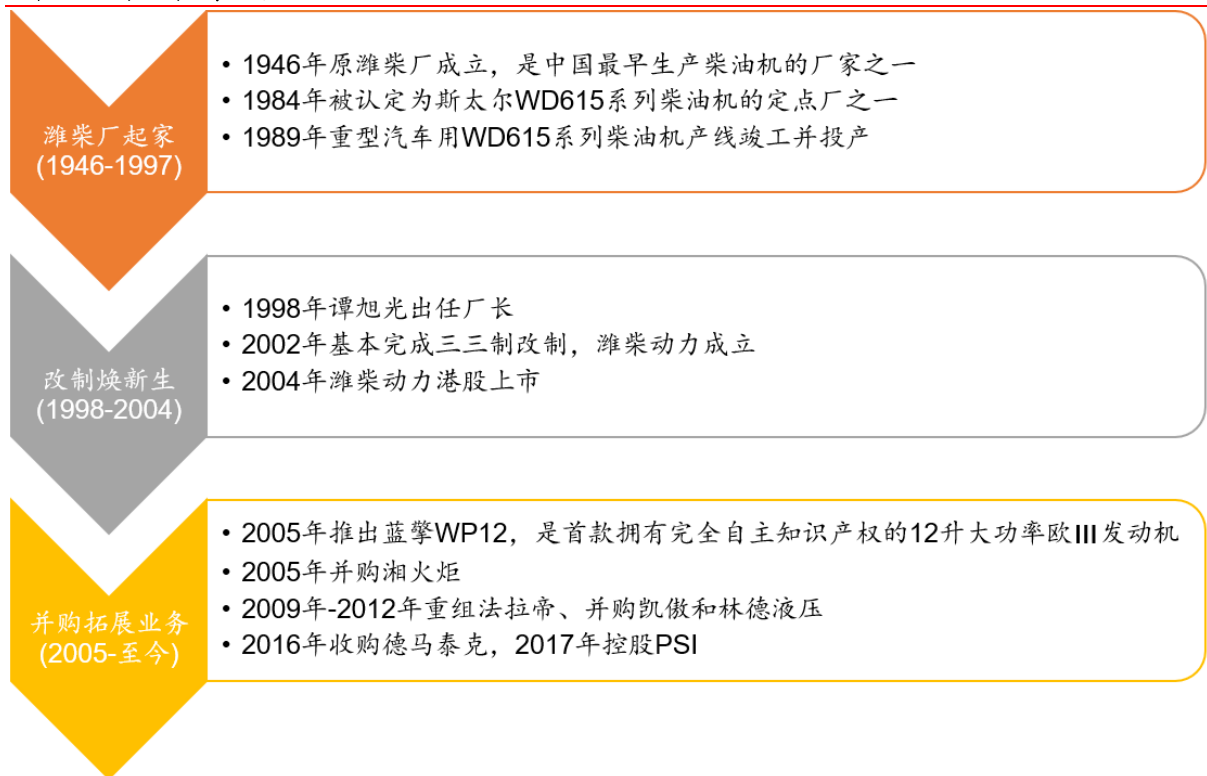 潍柴厂起家
(1946-1997)
• 1946年原潍柴厂成立，是中国最早生产柴油机的厂家之一
• 1984年被认定为斯太尔WD615系列柴油机的定点厂之一
• 1989年重型汽车用WD615系列柴油机产线竣工并投产
改制焕新生
(1998-2004)
• 1998年谭旭光出任厂长
• 2002年基本完成三三制改制，潍柴动力成立
• 2004年潍柴动力港股上市
并购拓展业务
(2005-至今)
• 2005年推出蓝擎WP12，是首款拥有完全自主知识产权的12升大功率欧III发动机
• 2005年并购湘火炬
• 2009年-2012年重组法拉帝、并购凯傲和林德液压
• 2016年收购德马泰克，2017年控股PSI